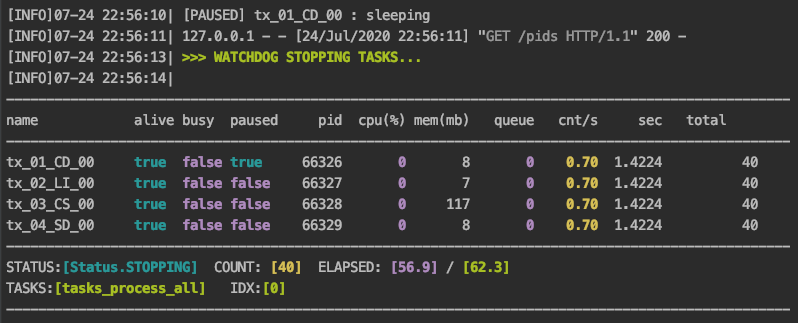 [INFO]07-24 22:56:10| [PAUSED] tx_01_CD_00 : sleeping
[INFO]07-24 22:56:11| 127.0.0.1 - - [24/Jul/2020 22:56:11] "GET /pids HTTP/1.1" 200 -
[INFO]07-24 22:56:13| >>> WATCHDOG STOPPING TASKS...
[INFO]07-24 22:56:14|
name alive busy paused pid cpu(%) mem(mb) queue cnt/s sec total
tx_01_CD_00 true false true 66326 0 8 0 0.70 1.4224 40
tx_02_LI_00 true false false 66327 0 7 0 0.70 1.4224 40
tx_03_CS_00 true false false 66328 0 117 0 0.70 1.4224 40
tx_04_SD_00 true false false 66329 0 8 0 0.70 1.4224 40
STATUS:[Status.STOPPING] COUNT: [40] ELAPSED: [56.9] / [62.3]
TASKS:[tasks_process_all] IDX:[0]